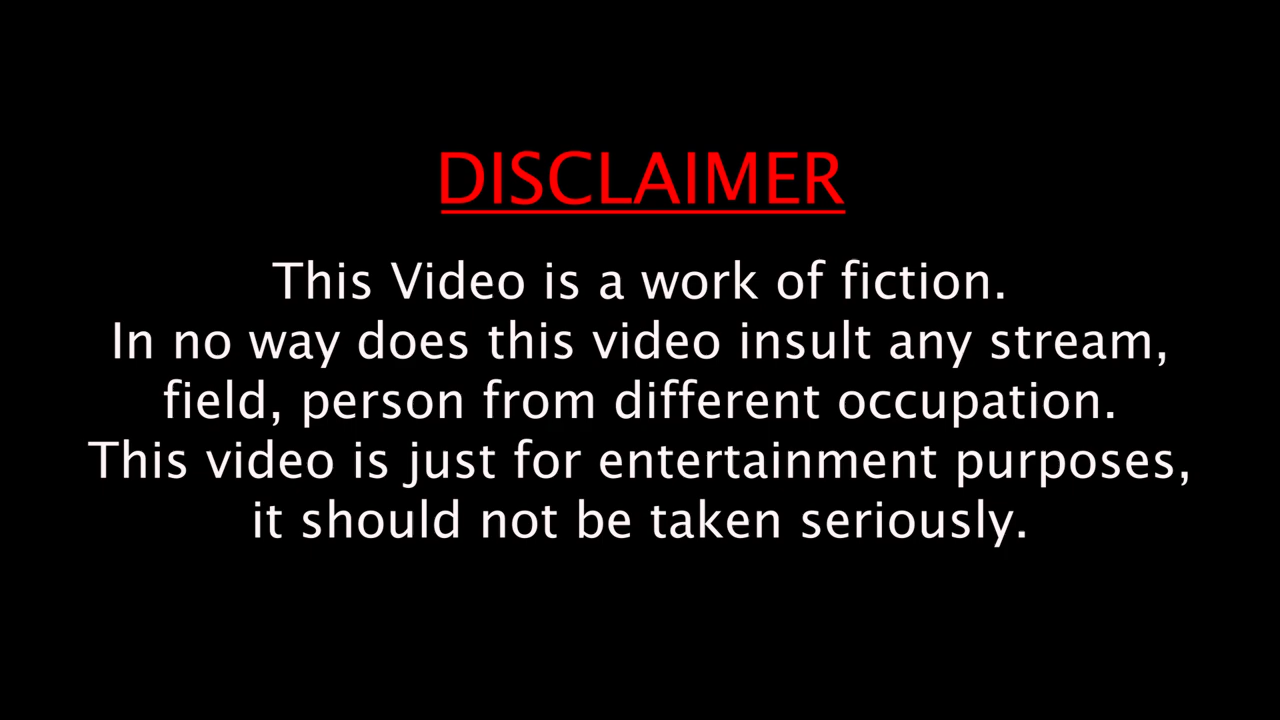 DISCLAIMER
This Video is a work of fiction.
In no way does this video insult any stream,
field, person from different occupation.
This video is just for entertainment purposes,
it should not be taken seriously.